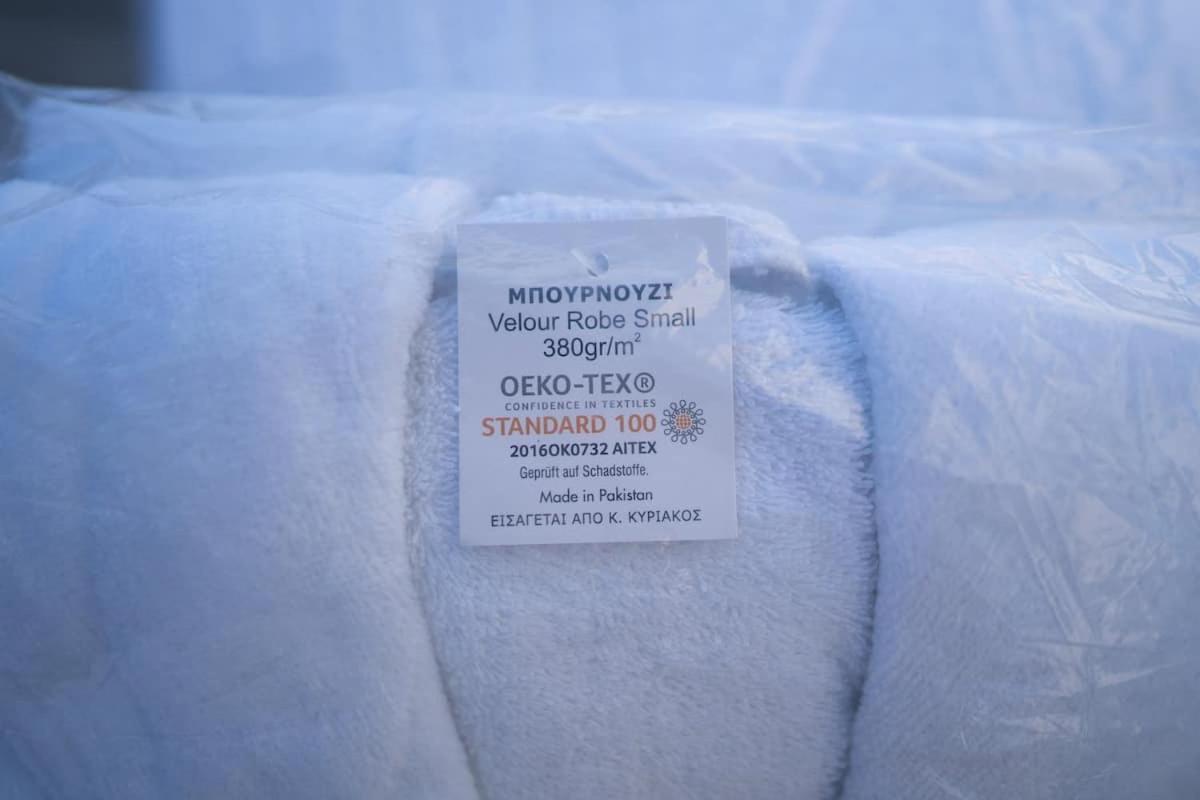 ΜΠΟΥΡΝΟΥΖΙ
Velour Robe Small
380gr/m²
OEKO-TEX®
CONFIDENCE IN TEXTILES
STANDARD 100
2016OK0732 AITEX
Geprüft auf Schadstoffe.
Made in Pakistan
ΕΙΣΑΓΕΤΑΙ ΑΠΟ Κ. ΚΥΡΙΑΚΟΣ